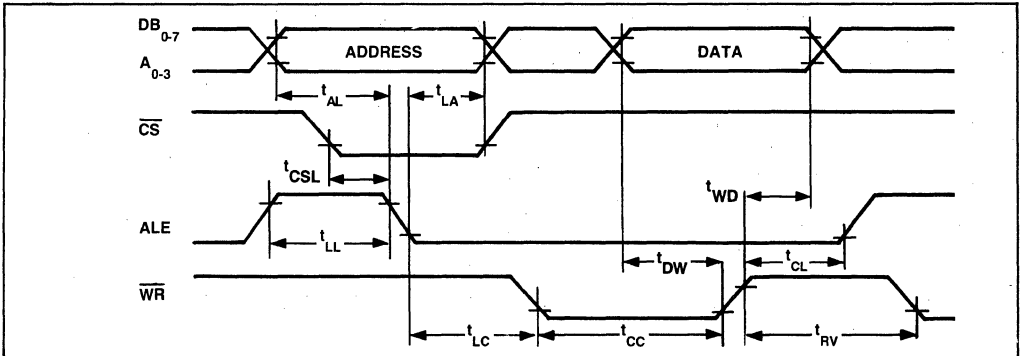 DB0-7
ADDRESS
DATA
A0-3
tAL
tLA
CS
tCSL
tWD
ALE
tLL
tDW
tCL
WR
tLC
tCC
tRV